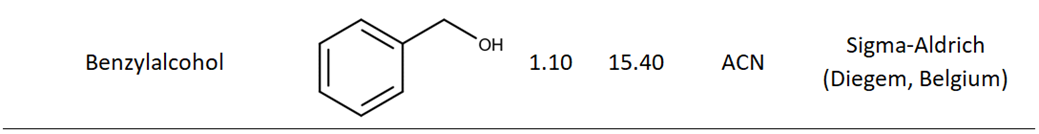 Benzylalcohol
OH
1.10
15.40
ACN
Sigma-Aldrich
(Diegem, Belgium)